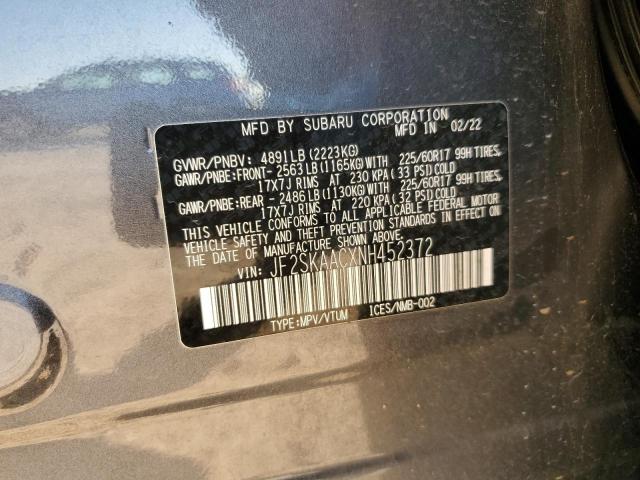 MFD BY SUBARU CORPORATION
MFD IN 02/22
GVWR/PNBV: 4891LB (2223KG)
GAWR/PNBE:FRONT- 2563LB(1165KG)WITH 225/60R17 99H TIRES,
17X7J RIMS AT 230 KPA (33 PSI)COLD
GAWR/PNBE:REAR - 2486LB(1130KG)WITH 225/60R17 99H TIRES,
17X7J RIMS AT 220 KPA (32 PSI)COLD
THIS VEHICLE CONFORMS TO ALL APPLICABLE FEDERAL MOTOR
VEHICLE SAFETY AND THEFT PREVENTION STANDARDS IN EFFECT ON
THE DATE OF MANUFACTURE SHOWN ABOVE.
VIN: JF2SKAACXNH452372
TYPE:MPV/VTUM ICES/NMB-002